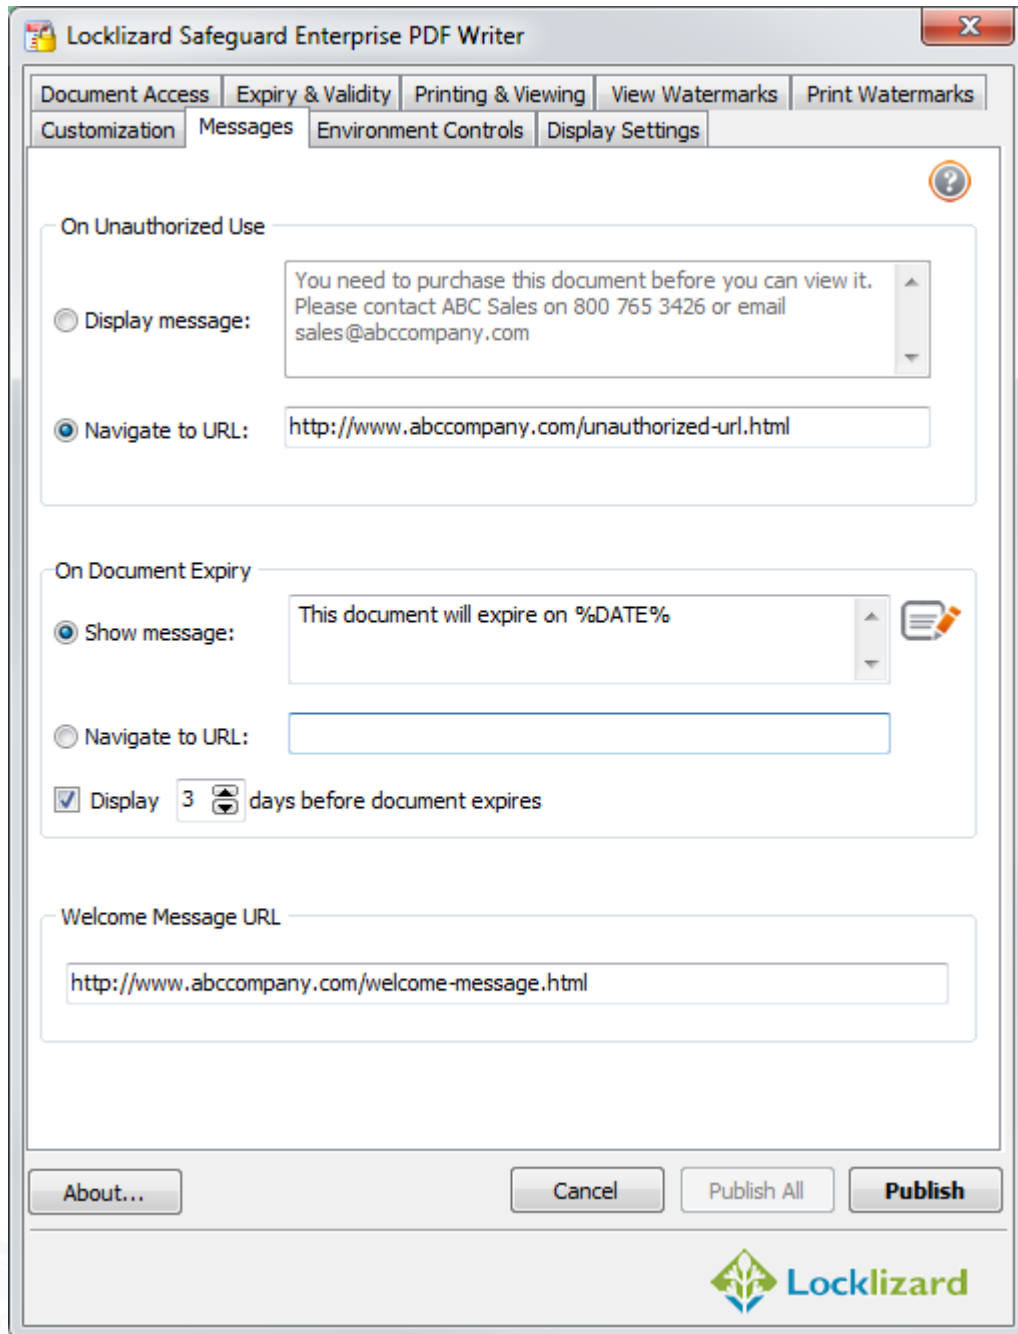 Locklizard Safeguard Enterprise PDF Writer
Document Access Expiry & Validity Printing & Viewing View Watermarks Print Watermarks
Customization Messages Environment Controls Display Settings
?
On Unauthorized Use
Display message:
You need to purchase this document before you can view it.
Please contact ABC Sales on 800 765 3426 or email
sales@abccompany.com
Navigate to URL: http://www.abccompany.com/unauthorized-url.html
On Document Expiry
Show message: This document will expire on %DATE%
Navigate to URL:
Display 3 days before document expires
Welcome Message URL
http://www.abccompany.com/welcome-message.html
About... Cancel Publish All Publish
Locklizard